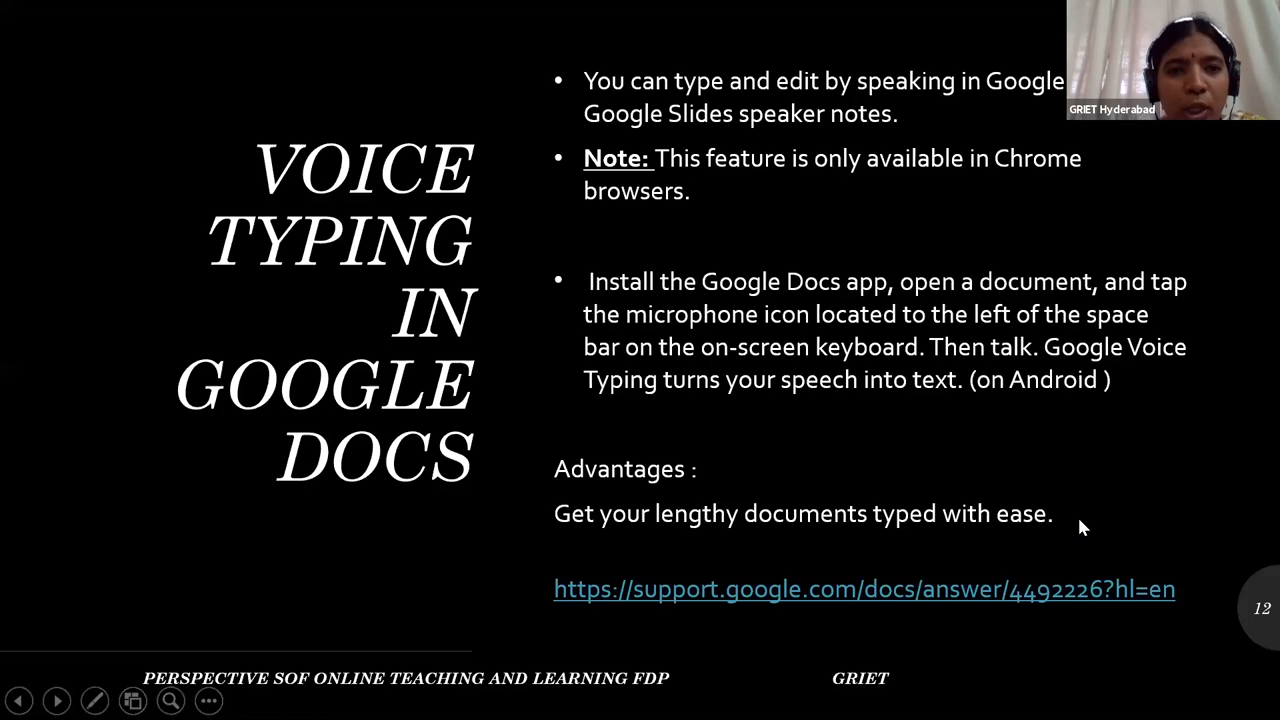 You can type and edit by speaking in Google
Google Slides speaker notes.
GRIET Hyderabad
VOICE
TYPING
IN
GOOGLE
DOCS
Note: This feature is only available in Chrome
browsers.
Install the Google Docs app, open a document, and tap
the microphone icon located to the left of the space
bar on the on-screen keyboard. Then talk. Google Voice
Typing turns your speech into text. (on Android )
Advantages :
Get your lengthy documents typed with ease.
https://support.google.com/docs/answer/4492226?hl=en
12
PERSPECTIVE SOF ONLINE TEACHING AND LEARNING FDP
GRIET